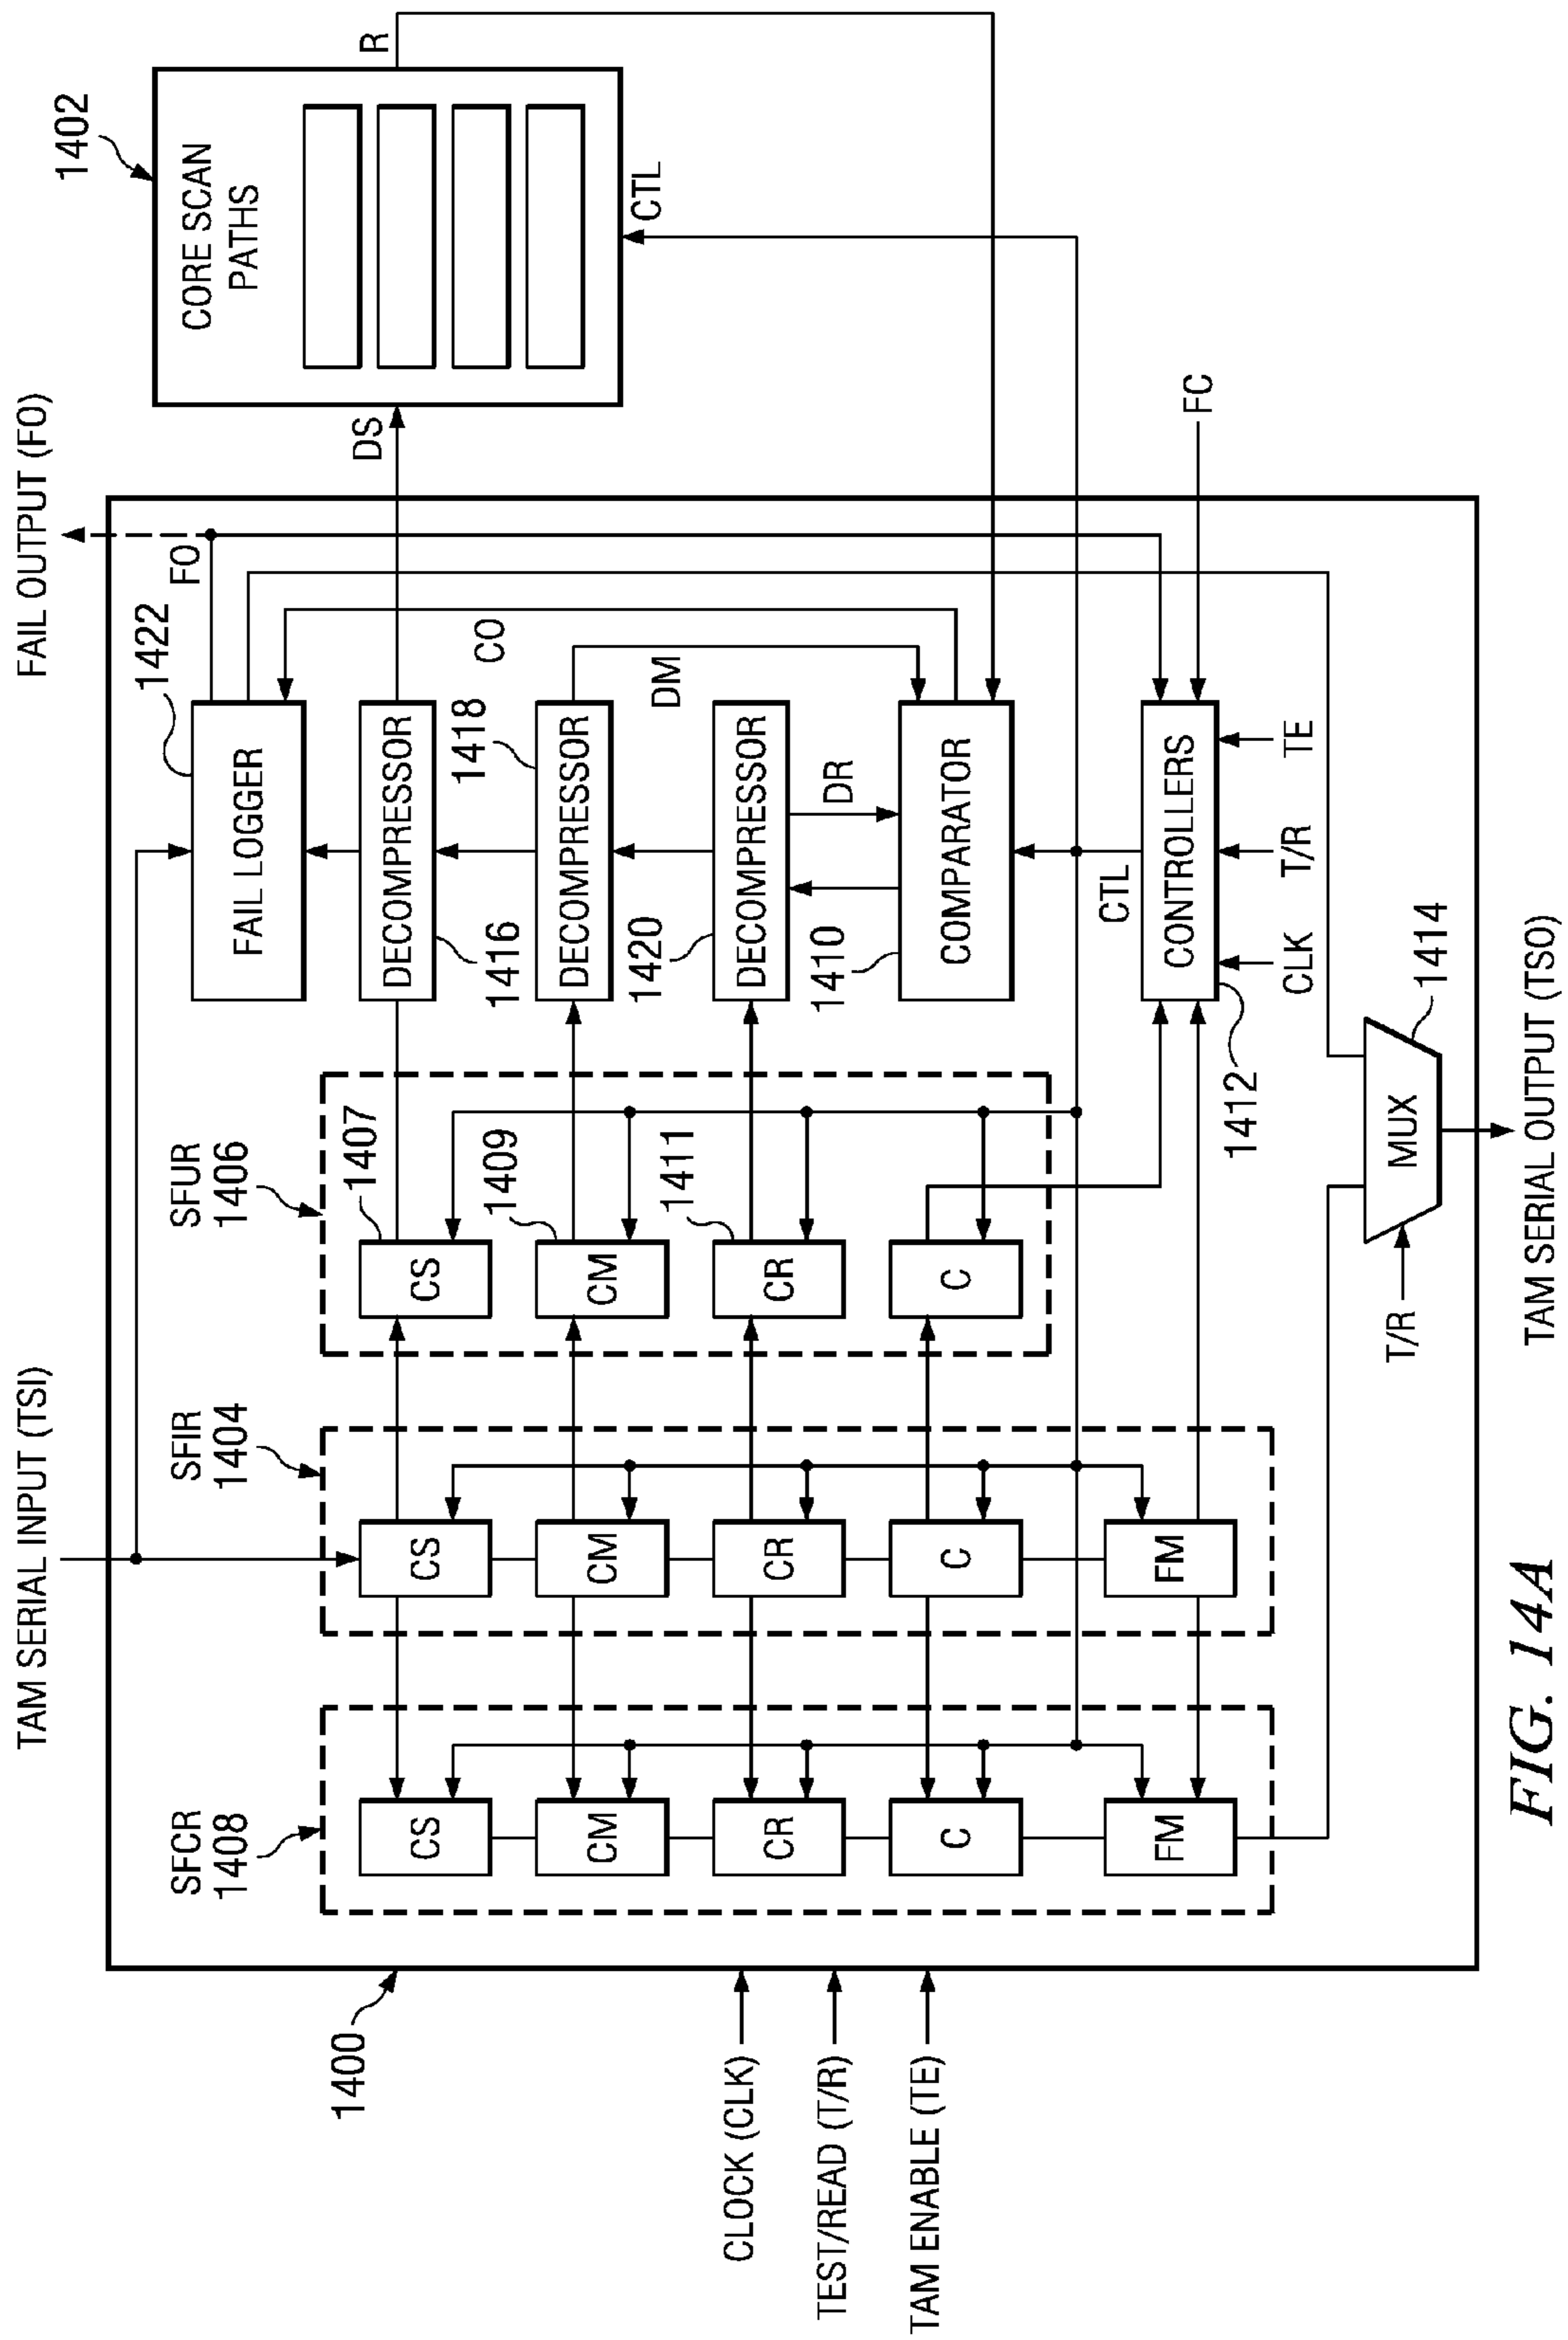 TAM SERIAL INPUT (TSI)
FAIL OUTPUT (FO)
1400
SFCR
1408
SFIR
1404
SFUR
1406
1407
1422
FO
1402
CS
CS
CS
FAIL LOGGER
DECOMPRESSOR
1416
DS
CORE SCAN
PATHS
R
CM
CM
1409
CM
DECOMPRESSOR
1418
CO
CLOCK (CLK)
CR
CR
1411
CR
1420
DECOMPRESSOR
DM
DR
CTL
TEST/READ (T/R)
TAM ENABLE (TE)
C
C
C
1410
COMPARATOR
CTL
FM
FM
1412
CONTROLLERS
FC
CLK
T/R
TE
T/R
MUX
1414
TAM SERIAL OUTPUT (TSO)
FIG. 14A